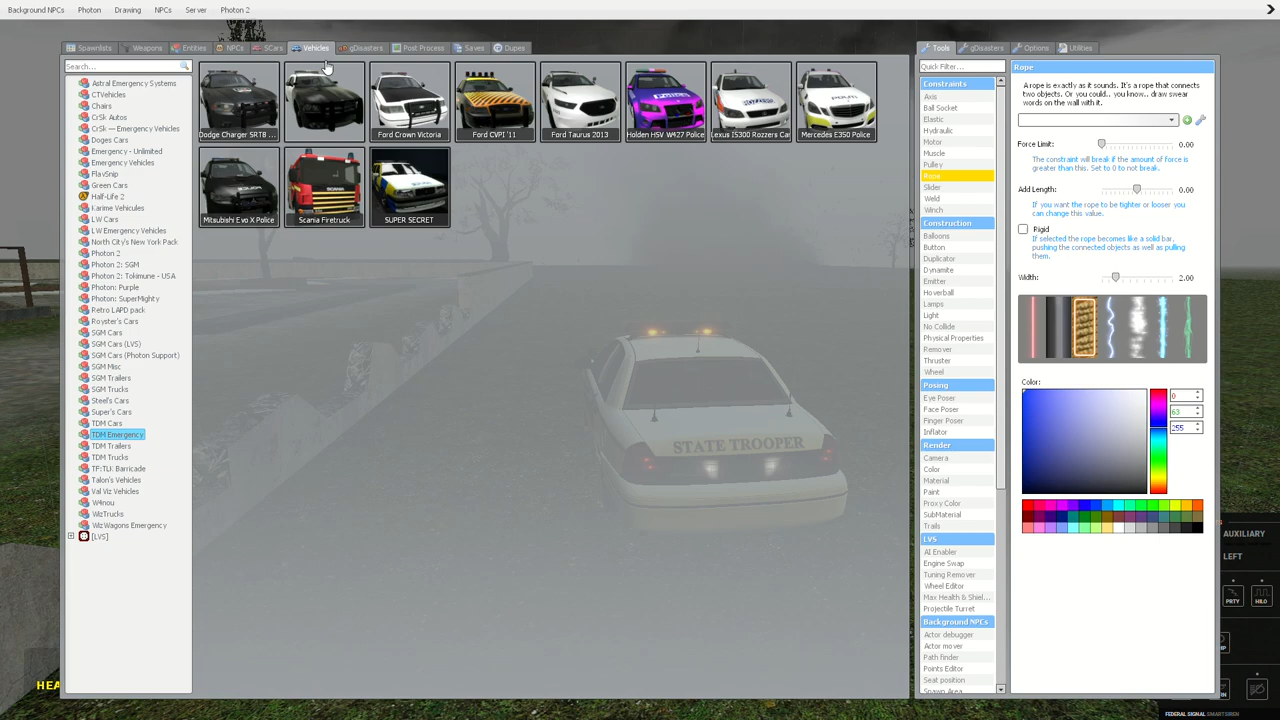 Background NPCs Photon Drawing NPCs Server Photon 2
Spawnlists Weapons Entities NPCs SCars Vehicles gDisasters Post Process Saves Dupes
Search...
Astral Emergency Systems
CTVehicles
Chairs
CrSk Autos
CrSk — Emergency Vehicles
Doges Cars
Emergency - Unlimited
Emergency Vehicles
FlavSnip
Green Cars
Half-Life 2
Karime Vehicules
LW Cars
LW Emergency Vehicles
North City's New York Pack
Photon 2
Photon 2: SGM
Photon 2: Tokimune - USA
Photon: Purple
Photon: SuperMighty
Retro LAPD pack
Royster's Cars
SGM Cars
SGM Cars (LVS)
SGM Cars (Photon Support)
SGM Misc
SGM Trailers
SGM Trucks
Steel's Cars
Super's Cars
TDM Cars
TDM Emergency
TDM Trailers
TDM Trucks
TF:TLK Barricade
Talon's Vehicles
Val Viz Vehicles
W4nou
WizTrucks
Wiz Wagons Emergency
[LVS]
Dodge Charger SRT8 ...
Ford Crown Victoria
Ford CVPI '11
Ford Taurus 2013
Holden HSV W427 Police
Lexus IS300 Rozzers Car
Mercedes E350 Police
Mitsubishi Evo X Police
Scania Firetruck
SUPER SECRET
STATE TROOPER
HEA
Tools gDisasters Options Utilities
Quick Filter...
Constraints
Axis
Ball Socket
Elastic
Hydraulic
Motor
Muscle
Pulley
Rope
Slider
Weld
Winch
Construction
Balloons
Button
Duplicator
Dynamite
Emitter
Hoverball
Lamps
Light
No Collide
Physical Properties
Remover
Thruster
Wheel
Posing
Eye Poser
Face Poser
Finger Poser
Inflator
Render
Camera
Color
Material
Paint
Proxy Color
SubMaterial
Trails
LVS
AI Enabler
Engine Swap
Tuning Remover
Wheel Editor
Max Health & Shiel...
Projectile Turret
Background NPCs
Actor debugger
Actor mover
Path finder
Points Editor
Seat position
Spawn Area
Rope
A rope is exactly as it sounds. It's a rope that connects
two objects. Or you could.. you know.. draw swear
words on the wall with it.
Force Limit: 0.00
The constraint will break if the amount of force is
greater than this. Set to 0 to not break.
Add Length: 0.00
If you want the rope to be tighter or looser you
can change this value.
Rigid
If selected the rope becomes like a solid bar,
pushing the connected objects as well as pulling
them.
Width: 2.00
Color:
0
63
255
AUXILIARY
LEFT
PRTY HILO
FEDERAL SIGNAL SMARTSIREN